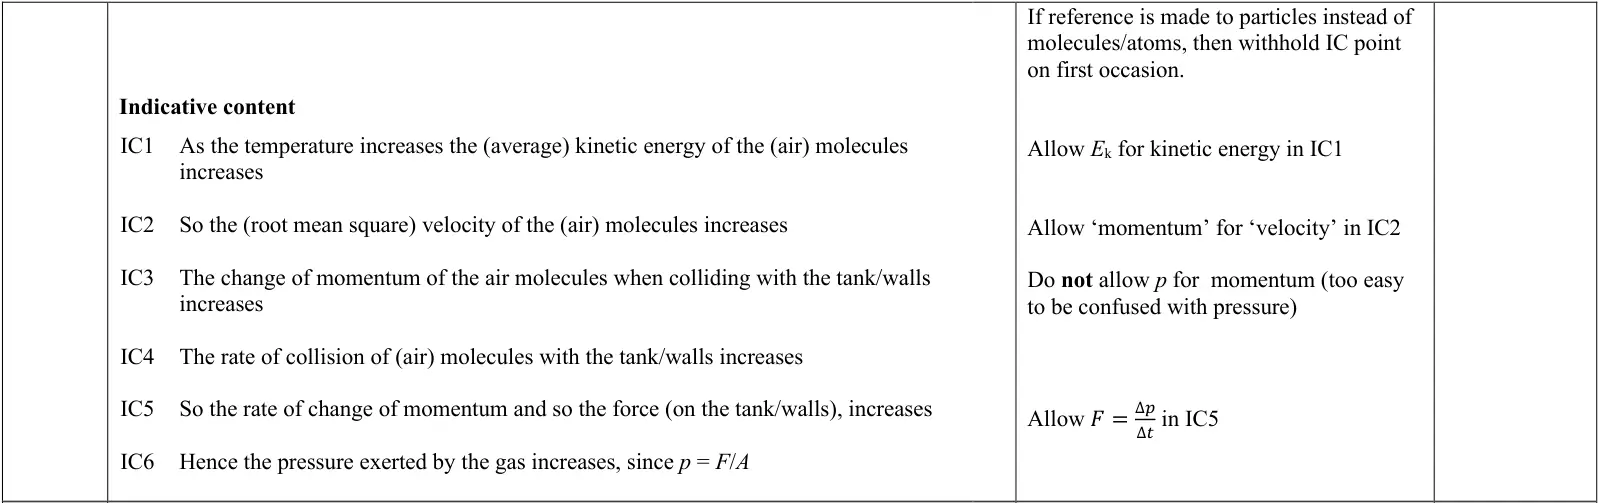 If reference is made to particles instead of
molecules/atoms, then withhold IC point
on first occasion.
Indicative content
IC1 As the temperature increases the (average) kinetic energy of the (air) molecules
increases
Allow Eₖ for kinetic energy in IC1
IC2 So the (root mean square) velocity of the (air) molecules increases
Allow ‘momentum’ for ‘velocity’ in IC2
IC3 The change of momentum of the air molecules when colliding with the tank/walls
increases
Do not allow p for momentum (too easy
to be confused with pressure)
IC4 The rate of collision of (air) molecules with the tank/walls increases
IC5 So the rate of change of momentum and so the force (on the tank/walls), increases
Allow F = Δp/Δt in IC5
IC6 Hence the pressure exerted by the gas increases, since p = F/A